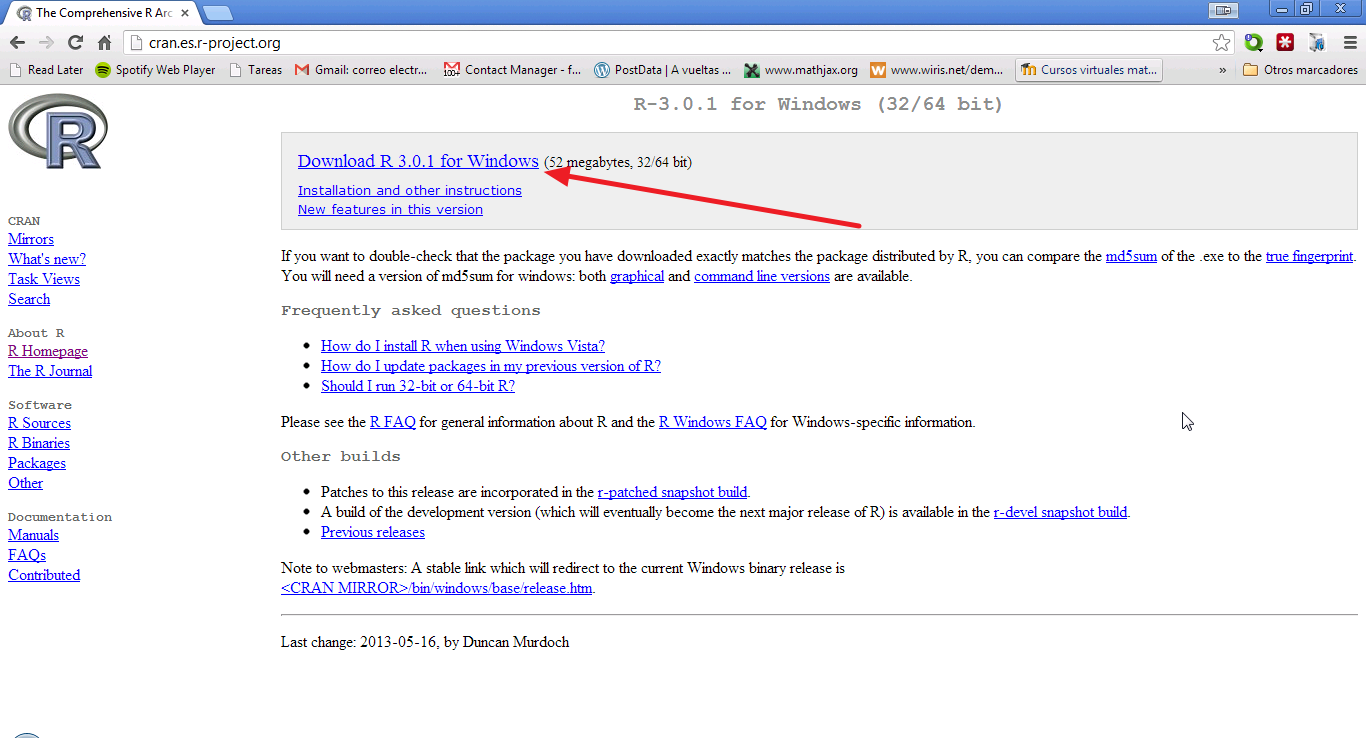 The Comprehensive R Arc
cran.es.r-project.org
Read Later
Spotify Web Player
Tareas
Gmail: correo electr...
100+
Contact Manager - f...
PostData | A vueltas ...
www.mathjax.org
W
www.wiris.net/dem...
Cursos virtuales mat...
»
Otros marcadores
R
R-3.0.1 for Windows (32/64 bit)
Download R 3.0.1 for Windows (52 megabytes, 32/64 bit)
Installation and other instructions
New features in this version
CRAN
Mirrors
What's new?
Task Views
Search
About R
R Homepage
The R Journal
Software
R Sources
R Binaries
Packages
Other
Documentation
Manuals
FAQs
Contributed
If you want to double-check that the package you have downloaded exactly matches the package distributed by R, you can compare the md5sum of the .exe to the true fingerprint.
You will need a version of md5sum for windows: both graphical and command line versions are available.
Frequently asked questions
How do I install R when using Windows Vista?
How do I update packages in my previous version of R?
Should I run 32-bit or 64-bit R?
Please see the R FAQ for general information about R and the R Windows FAQ for Windows-specific information.
Other builds
Patches to this release are incorporated in the r-patched snapshot build.
A build of the development version (which will eventually become the next major release of R) is available in the r-devel snapshot build.
Previous releases
Note to webmasters: A stable link which will redirect to the current Windows binary release is
<CRAN MIRROR>/bin/windows/base/release.htm.
Last change: 2013-05-16, by Duncan Murdoch